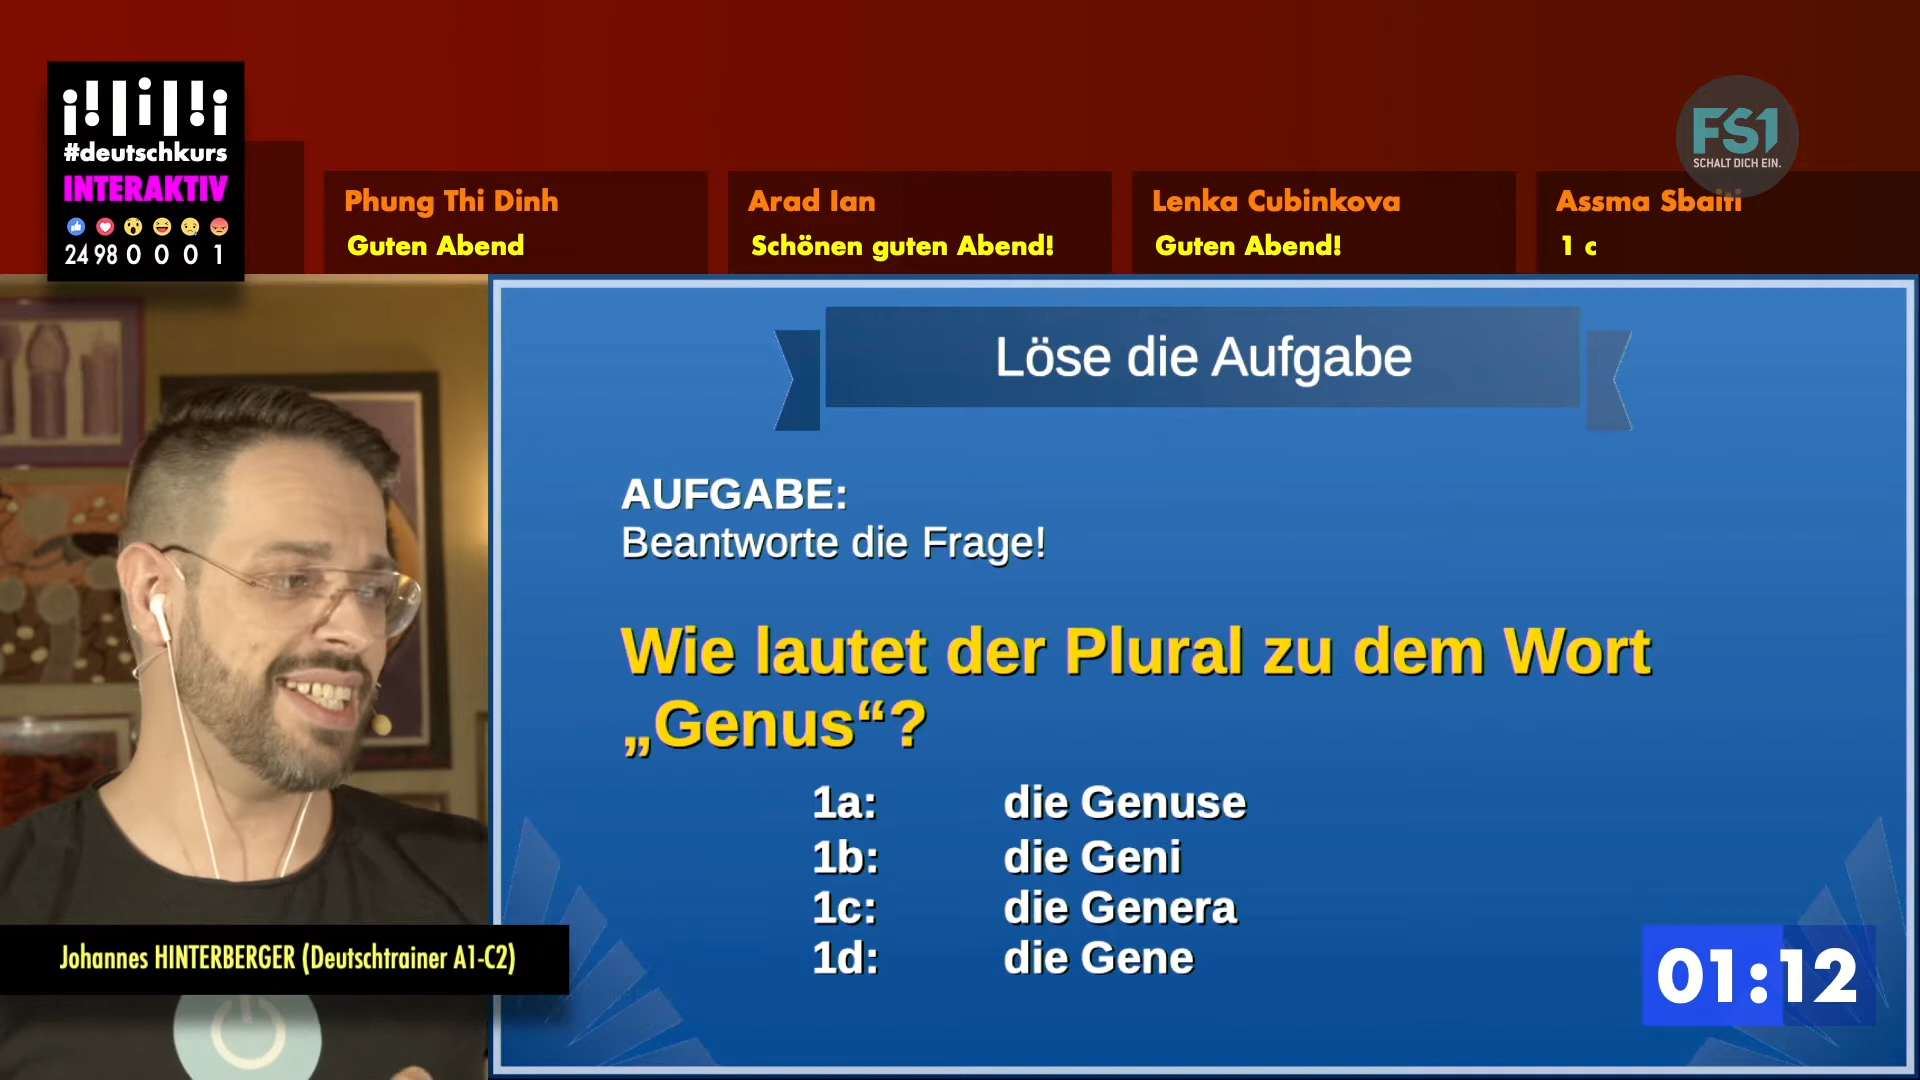 #deutschkurs
INTERAKTIV
24 98 0 0 0 1
Phung Thi Dinh
Guten Abend
Arad Ian
Schönen guten Abend!
Lenka Cubinkova
Guten Abend!
Assma Sbaiti
1 c
FS1
SCHALT DICH EIN.
Löse die Aufgabe
AUFGABE:
Beantworte die Frage!
Wie lautet der Plural zu dem Wort
„Genus“?
1a: die Genuse
1b: die Geni
1c: die Genera
1d: die Gene
Johannes HINTERBERGER (Deutschtrainer A1-C2)
01:12